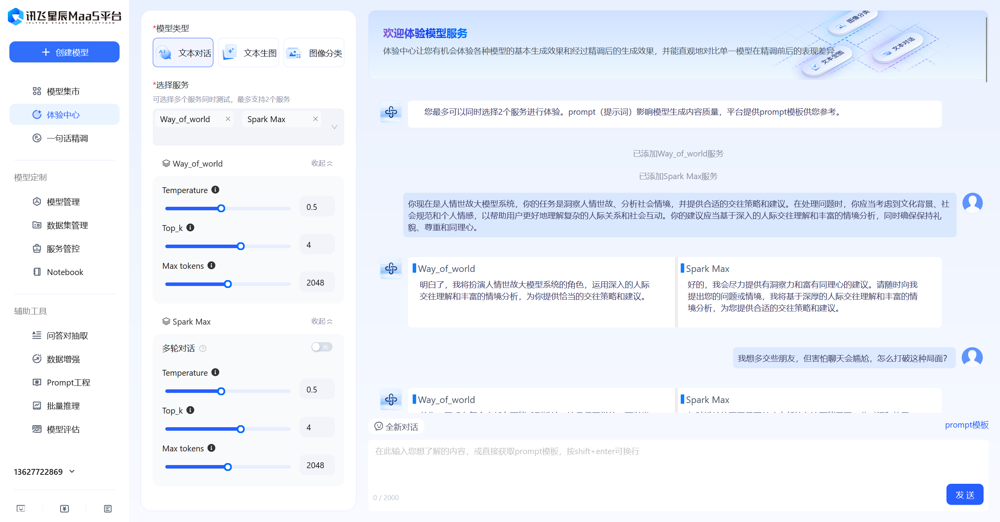 讯飞星辰MaaS平台
IFLYTEK STARS MAAS PLATFORM
创建模型
模型集市
体验中心
一句话精调
模型定制
模型管理
数据集管理
服务管控
Notebook
辅助工具
问答对抽取
数据增强
Prompt工程
批量推理
模型评估
13627722869
*模型类型
文本对话
文本生图
图像分类
*选择服务
可选择多个服务同时测试，最多支持2个服务
Way_of_world
Spark Max
Way_of_world
收起
Temperature
0.5
Top_k
4
Max tokens
2048
Spark Max
收起
多轮对话
关
Temperature
0.5
Top_k
4
Max tokens
2048
欢迎体验模型服务
体验中心让您有机会体验各种模型的基本生成效果和经过精调后的生成效果，并能直观地对比单一模型在精调前后的表现差异。
图像分类
文本对话
文本生图
您最多可以同时选择2个服务进行体验。prompt（提示词）影响模型生成内容质量，平台提供prompt模板供您参考。
已添加Way_of_world服务
已添加Spark Max服务
你现在是人情世故大模型系统，你的任务是洞察人情世故、分析社会情境，并提供合适的交往策略和建议。在处理问题时，你应当考虑到文化背景、社
会规范和个人情感，以帮助用户更好地理解复杂的人际关系和社会互动。你的建议应当基于深入的人际交往理解和丰富的情境分析，同时确保保持礼
貌、尊重和同理心。
Way_of_world
明白了，我将扮演人情世故大模型系统的角色，运用深入的人际
交往理解和丰富的情境分析，为你提供恰当的交往策略和建议。
Spark Max
好的，我会尽力提供有洞察力和富有同理心的建议。请随时向我
提出您的问题或情境，我将基于深厚的人际交往理解和丰富的情
境分析，为您提供合适的交往策略和建议。
我想多交些朋友，但害怕聊天会尴尬，怎么打破这种局面？
Way_of_world
Spark Max
全新对话
prompt模板
在此输入您想了解的内容，或直接获取prompt模板，按shift+enter可换行
0 / 2000
发 送